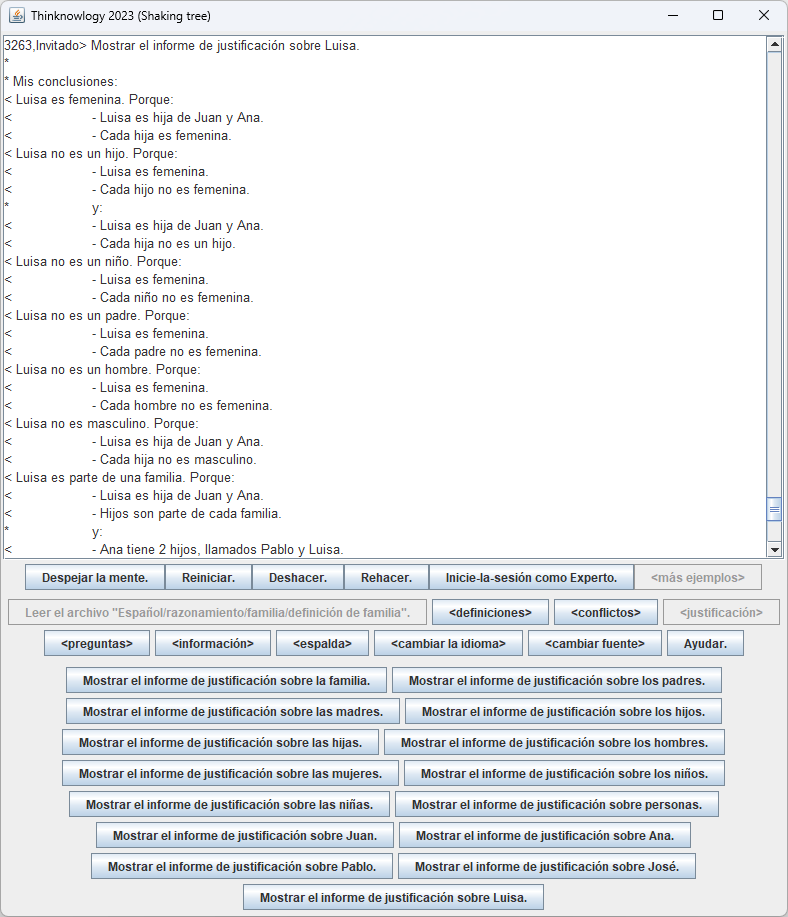 Thinknowlogy 2023 (Shaking tree)
3263,Invitado> Mostrar el informe de justificación sobre Luisa.
*
* Mis conclusiones:
< Luisa es femenina. Porque:
< - Luisa es hija de Juan y Ana.
< - Cada hija es femenina.
< Luisa no es un hijo. Porque:
< - Luisa es femenina.
< - Cada hijo no es femenina.
* y:
< - Luisa es hija de Juan y Ana.
< - Cada hija no es un hijo.
< Luisa no es un niño. Porque:
< - Luisa es femenina.
< - Cada niño no es femenina.
< Luisa no es un padre. Porque:
< - Luisa es femenina.
< - Cada padre no es femenina.
< Luisa no es un hombre. Porque:
< - Luisa es femenina.
< - Cada hombre no es femenina.
< Luisa no es masculino. Porque:
< - Luisa es hija de Juan y Ana.
< - Cada hija no es masculino.
< Luisa es parte de una familia. Porque:
< - Luisa es hija de Juan y Ana.
< - Hijos son parte de cada familia.
* y:
< - Ana tiene 2 hijos, llamados Pablo y Luisa.
Despejar la mente. Reiniciar. Deshacer. Rehacer. Inicie-la-sesión como Experto. <más ejemplos>
Leer el archivo "Español/razonamiento/familia/definición de familia". <definiciones> <conflictos> <justificación>
<preguntas> <información> <espalda> <cambiar la idioma> <cambiar fuente> Ayudar.
Mostrar el informe de justificación sobre la familia. Mostrar el informe de justificación sobre los padres.
Mostrar el informe de justificación sobre las madres. Mostrar el informe de justificación sobre los hijos.
Mostrar el informe de justificación sobre las hijas. Mostrar el informe de justificación sobre los hombres.
Mostrar el informe de justificación sobre las mujeres. Mostrar el informe de justificación sobre los niños.
Mostrar el informe de justificación sobre las niñas. Mostrar el informe de justificación sobre personas.
Mostrar el informe de justificación sobre Juan. Mostrar el informe de justificación sobre Ana.
Mostrar el informe de justificación sobre Pablo. Mostrar el informe de justificación sobre José.
Mostrar el informe de justificación sobre Luisa.